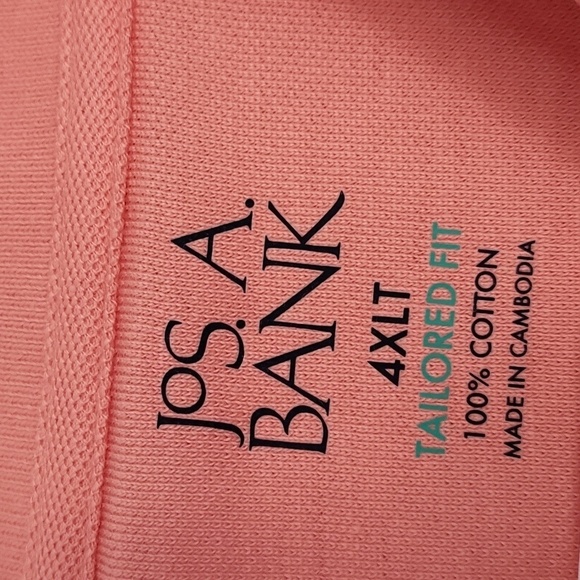 JoS. A.
BANK
4XLT
TAILORED FIT
100% COTTON
MADE IN CAMBODIA